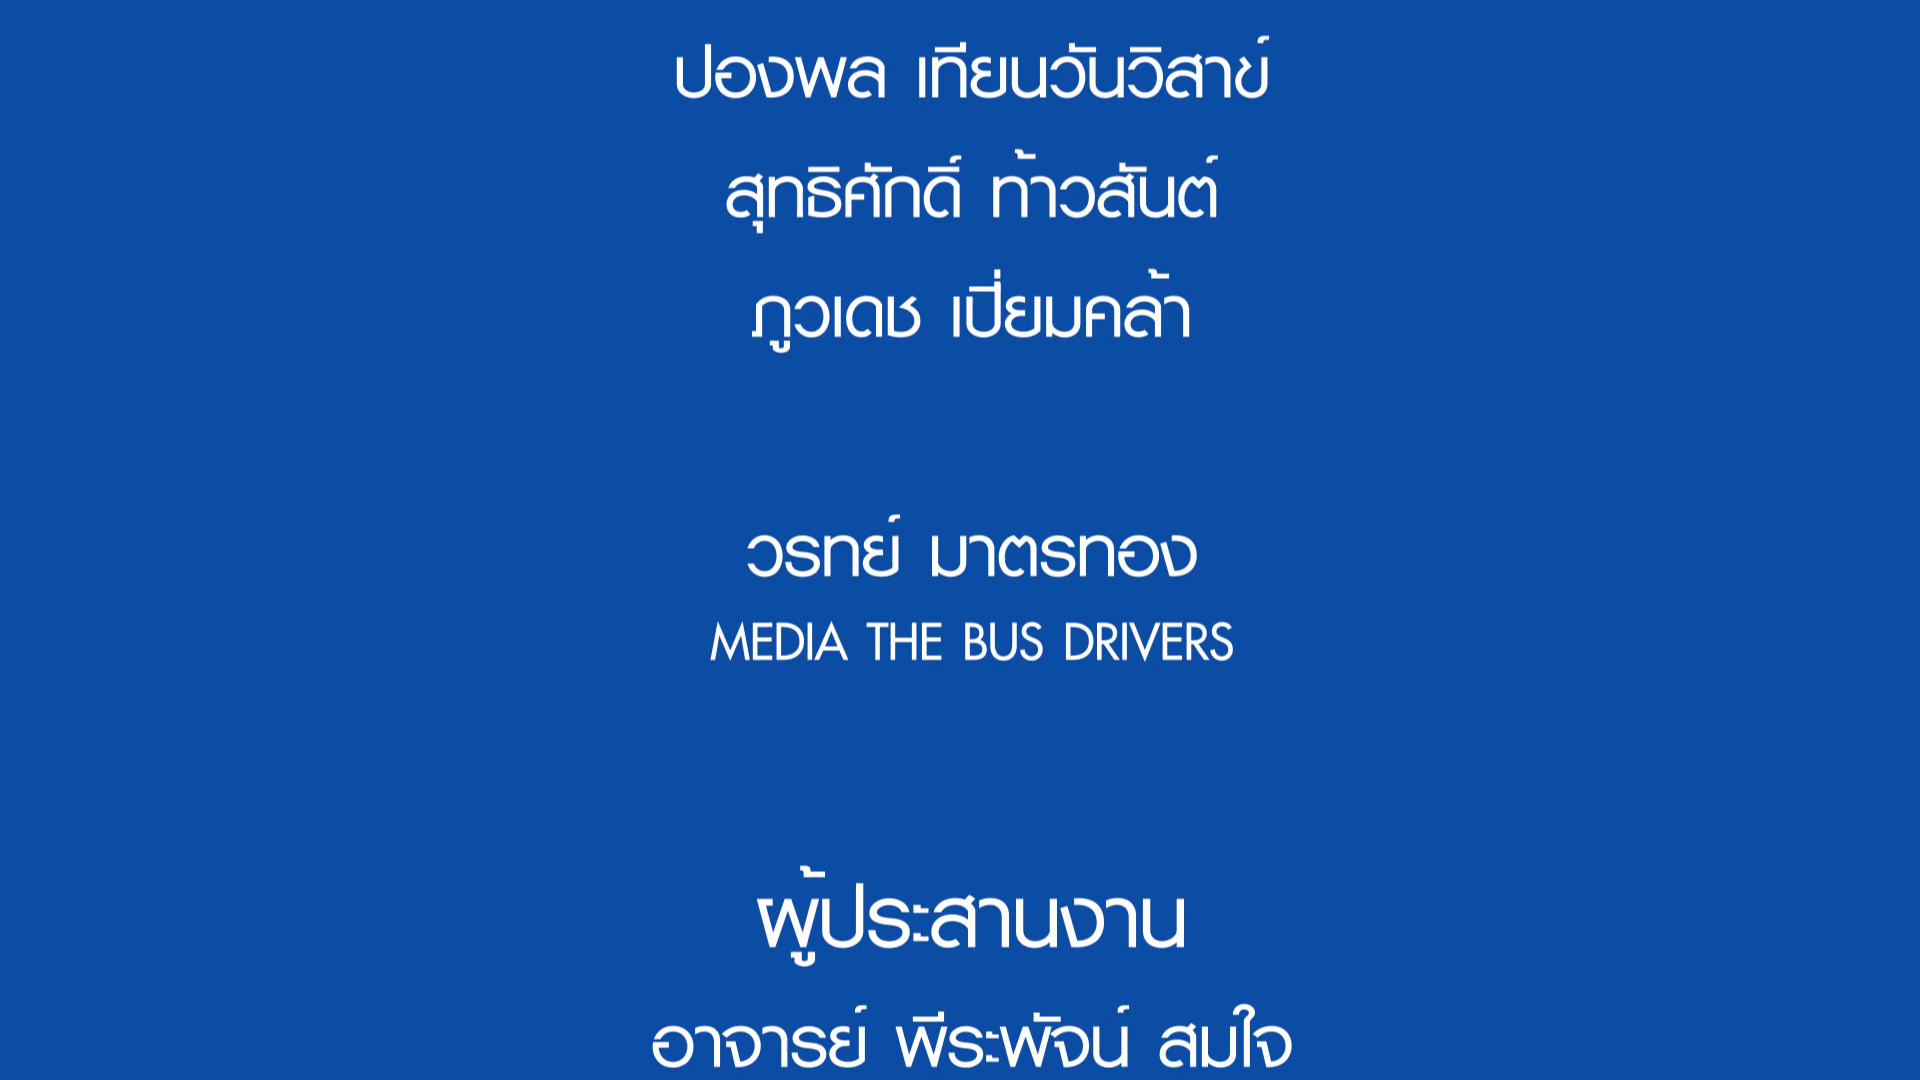 ปองพล เทียนวันวิสาข์
สุทธิศักดิ์ ท้าวสันต์
ภูวเดช เปี่ยมคล้า
วรทย์ มาตรทอง
MEDIA THE BUS DRIVERS
ผู้ประสานงาน
อาจารย์ พีระพัจน์ สมใจ